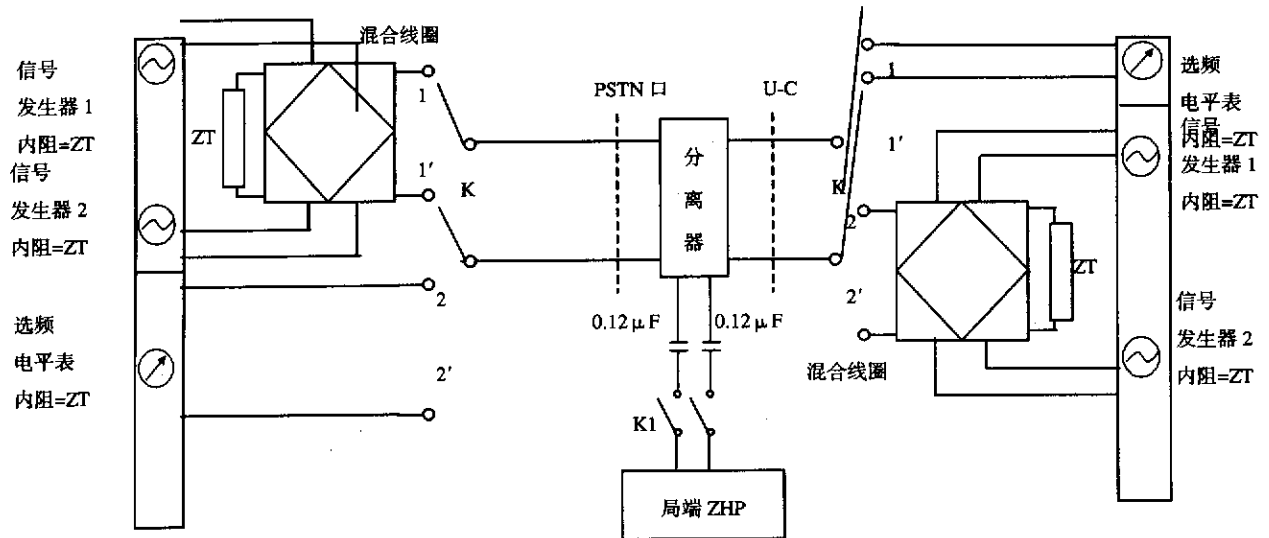 混合线圈
信号
发生器 1
内阻=ZT
信号
发生器 2
内阻=ZT
选频
电平表
内阻=ZT
ZT
1
1′
K
2
2'
PSTN 口
U-C
分
离
器
0.12 μ F
0.12 μ F
K1
局端 ZHP
1
1′
K
2
2′
混合线圈
ZT
选频
电平表
内阻=ZT
信号
发生器 1
内阻=ZT
信号
发生器 2
内阻=ZT